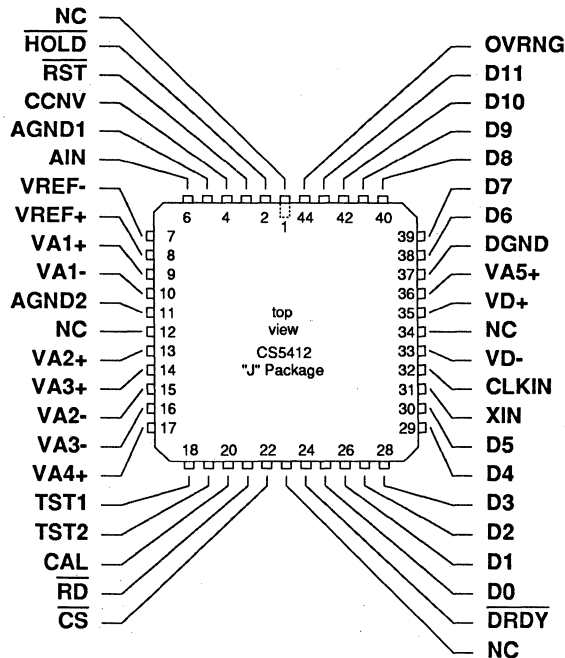 NC
HOLD
RST
CCNV
AGND1
AIN
VREF-
VREF+
VA1+
VA1-
AGND2
NC
VA2+
VA3+
VA2-
VA3-
VA4+
TST1
TST2
CAL
RD
CS
OVRNG
D11
D10
D9
D8
D7
D6
DGND
VA5+
VD+
NC
VD-
CLKIN
XIN
D5
D4
D3
D2
D1
D0
DRDY
NC
6 4 2 1 44 42 40
7
8
9
10
11
12
13
14
15
16
17
39
38
37
36
35
34
33
32
31
30
29
18 20 22 24 26 28
top
view
CS5412
"J" Package